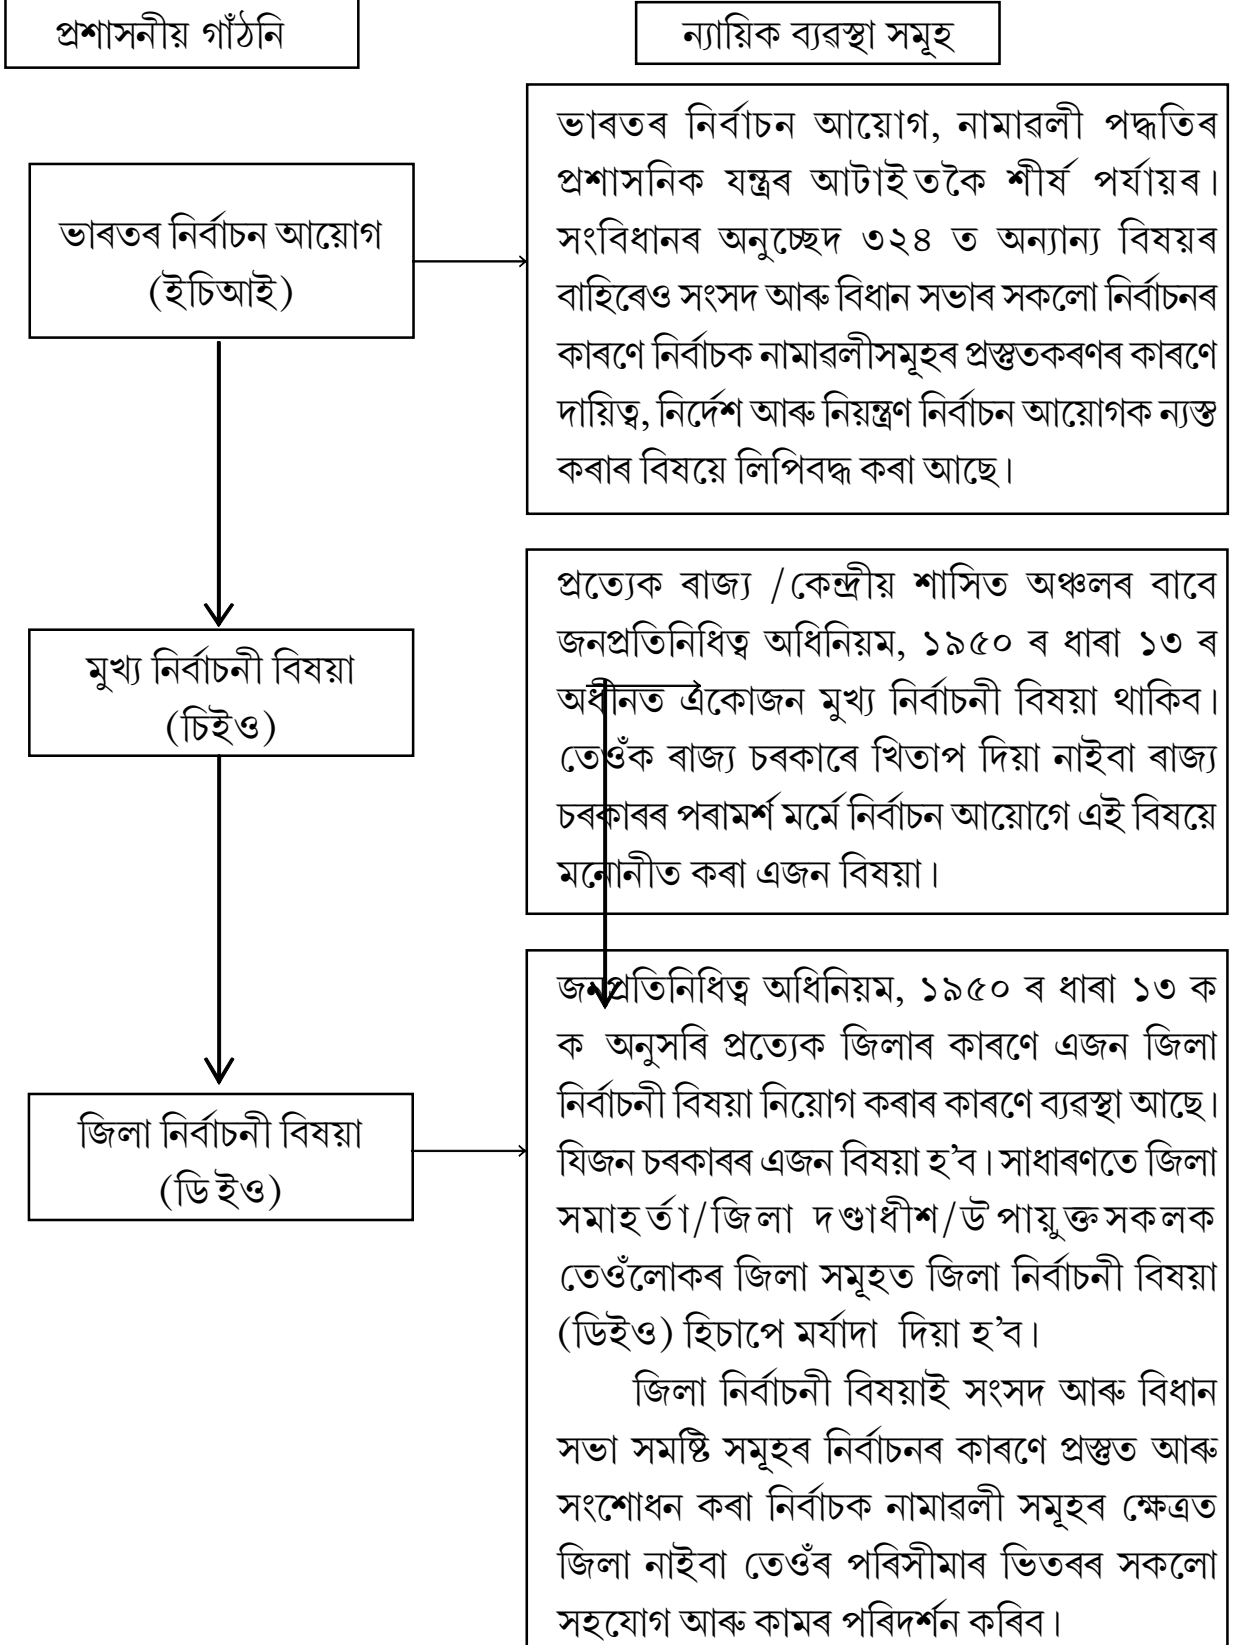 প্ৰশাসনীয় গাঁঠনি
ন্যায়িক ব্যৱস্থা সমূহ
ভাৰতৰ নিৰ্বাচন আয়োগ
(ইচিআই)
ভাৰতৰ নিৰ্বাচন আয়োগ, নামাৱলী পদ্ধতিৰ
প্ৰশাসনিক যন্ত্ৰৰ আটাইতকৈ শীৰ্ষ পৰ্যায়ৰ।
সংবিধানৰ অনুচ্ছেদ ৩২৪ ত অন্যান্য বিষয়ৰ
বাহিৰেও সংসদ আৰু বিধান সভাৰ সকলো নিৰ্বাচনৰ
কাৰণে নিৰ্বাচক নামাৱলীসমূহৰ প্ৰস্তুতকৰণৰ কাৰণে
দায়িত্ব, নিৰ্দেশ আৰু নিয়ন্ত্ৰণ নিৰ্বাচন আয়োগক ন্যস্ত
কৰাৰ বিষয়ে লিপিবদ্ধ কৰা আছে।
মুখ্য নিৰ্বাচনী বিষয়া
(চিইও)
প্ৰত্যেক ৰাজ্য /কেন্দ্ৰীয় শাসিত অঞ্চলৰ বাবে
জনপ্ৰতিনিধিত্ব অধিনিয়ম, ১৯৫০ ৰ ধাৰা ১৩ ৰ
অধীনত একোজন মুখ্য নিৰ্বাচনী বিষয়া থাকিব।
তেওঁক ৰাজ্য চৰকাৰে খিতাপ দিয়া নাইবা ৰাজ্য
চৰকাৰৰ পৰামৰ্শ মৰ্মে নিৰ্বাচন আয়োগে এই বিষয়ে
মনোনীত কৰা এজন বিষয়া।
জিলা নিৰ্বাচনী বিষয়া
(ডিইও)
জনপ্ৰতিনিধিত্ব অধিনিয়ম, ১৯৫০ ৰ ধাৰা ১৩ ক
ক অনুসৰি প্ৰত্যেক জিলাৰ কাৰণে এজন জিলা
নিৰ্বাচনী বিষয়া নিয়োগ কৰাৰ কাৰণে ব্যৱস্থা আছে।
যিজন চৰকাৰৰ এজন বিষয়া হ’ব। সাধাৰণতে জিলা
সমাহৰ্তা/জিলা দণ্ডাধীশ/উপায়ুক্তসকলক
তেওঁলোকৰ জিলা সমূহত জিলা নিৰ্বাচনী বিষয়া
(ডিইও) হিচাপে মৰ্যাদা দিয়া হ’ব।
জিলা নিৰ্বাচনী বিষয়াই সংসদ আৰু বিধান
সভা সমষ্টি সমূহৰ নিৰ্বাচনৰ কাৰণে প্ৰস্তুত আৰু
সংশোধন কৰা নিৰ্বাচক নামাৱলী সমূহৰ ক্ষেত্ৰত
জিলা নাইবা তেওঁৰ পৰিসীমাৰ ভিতৰৰ সকলো
সহযোগ আৰু কামৰ পৰিদৰ্শন কৰিব।